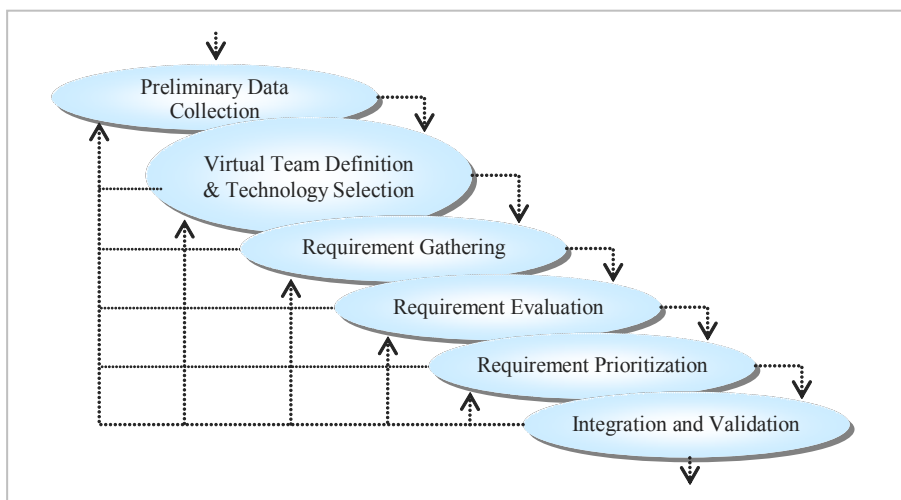 Preliminary Data
Collection
Virtual Team Definition
& Technology Selection
Requirement Gathering
Requirement Evaluation
Requirement Prioritization
Integration and Validation